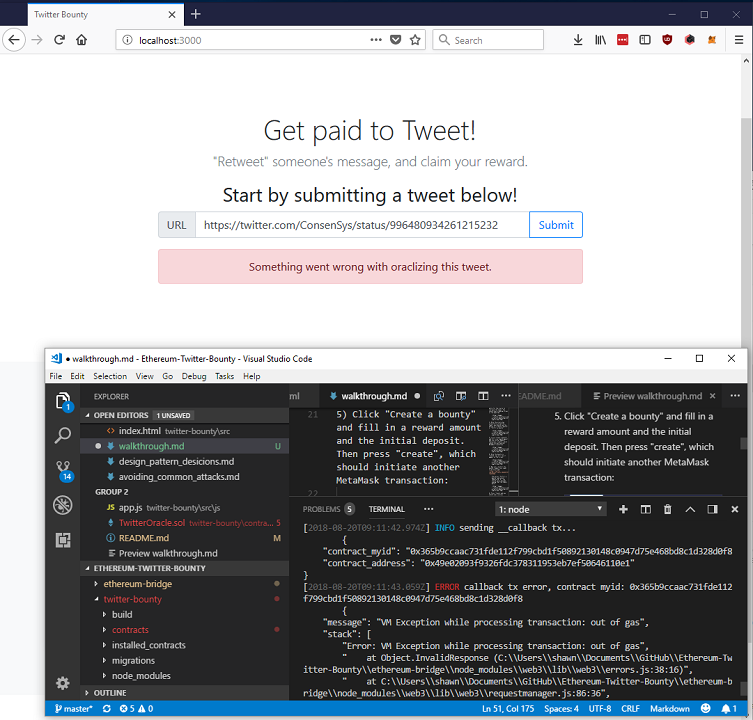 Twitter Bounty
localhost:3000
Search
Get paid to Tweet!
"Retweet" someone's message, and claim your reward.
Start by submitting a tweet below!
URL https://twitter.com/ConsenSys/status/996480934261215232 Submit
Something went wrong with oraclizing this tweet.
● walkthrough.md - Ethereum-Twitter-Bounty - Visual Studio Code
File Edit Selection View Go Debug Tasks Help
EXPLORER
OPEN EDITORS 1 UNSAVED
index.html twitter-bounty\src
walkthrough.md U
design_pattern_desicions.md
avoiding_common_attacks.md
GROUP 2
JS app.js twitter-bounty\src\js
TwitterOracle.sol twitter-bounty\contra... 5
README.md M
Preview walkthrough.md
ETHEREUM-TWITTER-BOUNTY
ethereum-bridge
twitter-bounty
build
contracts
installed_contracts
migrations
node_modules
OUTLINE
1
14
ml walkthrough.md
21 5) Click "Create a bounty"
and fill in a reward amount
and the initial deposit.
Then press "create", which
should initiate another
MetaMask transaction:
22
README.md Preview walkthrough.md
5. Click "Create a bounty" and fill in a
reward amount and the initial
deposit. Then press "create", which
should initiate another MetaMask
transaction:
PROBLEMS 5 TERMINAL ··· 1: node
[2018-08-20T09:11:42.974Z] INFO sending __callback tx...
{
"contract_myid": "0x365b9ccaac731fde112f799cbd1f50892130148c0947d75e468bd8c1d328d0f8
"contract_address": "0x49e02093f9326fdc378311953eb7ef50646110e1"
}
[2018-08-20T09:11:43.059Z] ERROR callback tx error, contract myid: 0x365b9ccaac731fde112
f799cbd1f50892130148c0947d75e468bd8c1d328d0f8
{
"message": "VM Exception while processing transaction: out of gas",
"stack": [
"Error: VM Exception while processing transaction: out of gas",
" at Object.InvalidResponse (C:\\Users\\shawn\\Documents\\GitHub\\Ethereum-Tw
itter-Bounty\\ethereum-bridge\\node_modules\\web3\\lib\\web3\\errors.js:38:16)",
" at C:\\Users\\shawn\\Documents\\GitHub\\Ethereum-Twitter-Bounty\\ethereum-b
ridge\\node_modules\\web3\\lib\\web3\\requestmanager.js:86:36",
master* 5 0 Ln 51, Col 175 Spaces: 4 UTF-8 CRLF Markdown 1